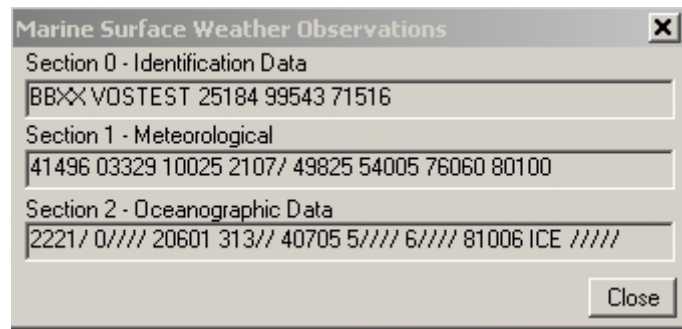 Marine Surface Weather Observations
Section 0 - Identification Data
BBXX VOSTEST 25184 99543 71516
Section 1 - Meteorological
41496 03329 10025 2107/ 49825 54005 76060 80100
Section 2 - Oceanographic Data
2221/ 0//// 20601 313// 40705 5//// 6//// 81006 ICE /////
Close